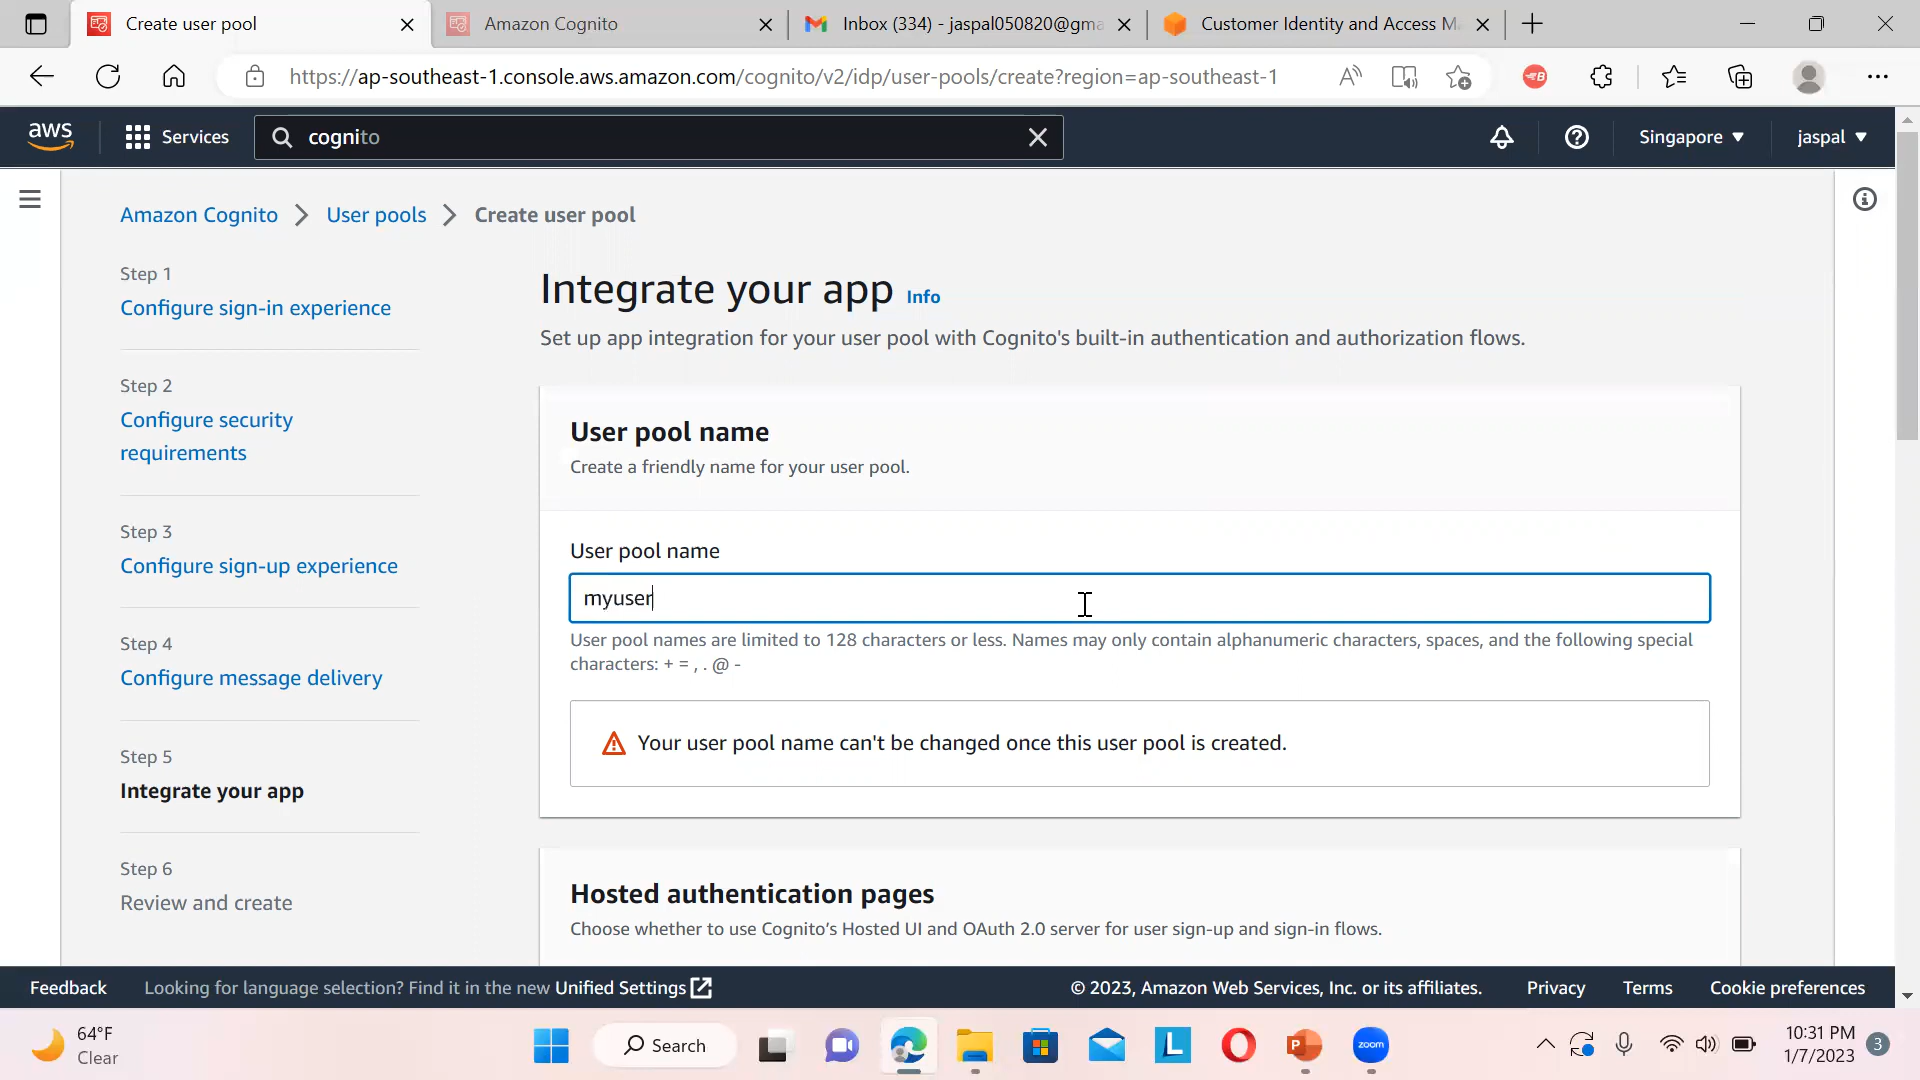 Create user pool
Amazon Cognito
Inbox (334) - jaspal050820@gma
Customer Identity and Access M
https://ap-southeast-1.console.aws.amazon.com/cognito/v2/idp/user-pools/create?region=ap-southeast-1
aws
Services
cognito
Singapore
jaspal
Amazon Cognito
User pools
Create user pool
Step 1
Configure sign-in experience
Step 2
Configure security
requirements
Step 3
Configure sign-up experience
Step 4
Configure message delivery
Step 5
Integrate your app
Step 6
Review and create
Integrate your app Info
Set up app integration for your user pool with Cognito's built-in authentication and authorization flows.
User pool name
Create a friendly name for your user pool.
User pool name
myuser
User pool names are limited to 128 characters or less. Names may only contain alphanumeric characters, spaces, and the following special
characters: + = , . @ -
Your user pool name can't be changed once this user pool is created.
Hosted authentication pages
Choose whether to use Cognito's Hosted UI and OAuth 2.0 server for user sign-up and sign-in flows.
Feedback
Looking for language selection? Find it in the new Unified Settings
© 2023, Amazon Web Services, Inc. or its affiliates.
Privacy
Terms
Cookie preferences
64°F
Clear
Search
L
P
zoom
10:31 PM
1/7/2023
3